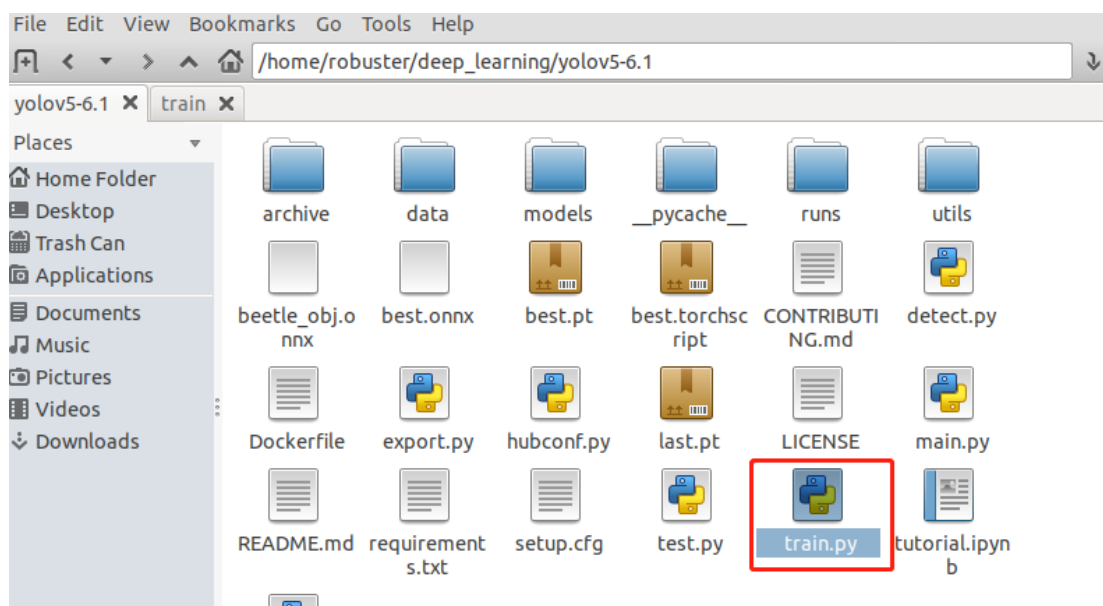 File Edit View Bookmarks Go Tools Help
/home/robuster/deep_learning/yolov5-6.1
yolov5-6.1 train
Places
Home Folder
Desktop
Trash Can
Applications
Documents
Music
Pictures
Videos
Downloads
archive data models __pycache__ runs utils
beetle_obj.o best.onnx best.pt best.torchsc CONTRIBUTI detect.py
nnx ript NG.md
Dockerfile export.py hubconf.py last.pt LICENSE main.py
README.md requirement setup.cfg test.py train.py tutorial.ipyn
s.txt b